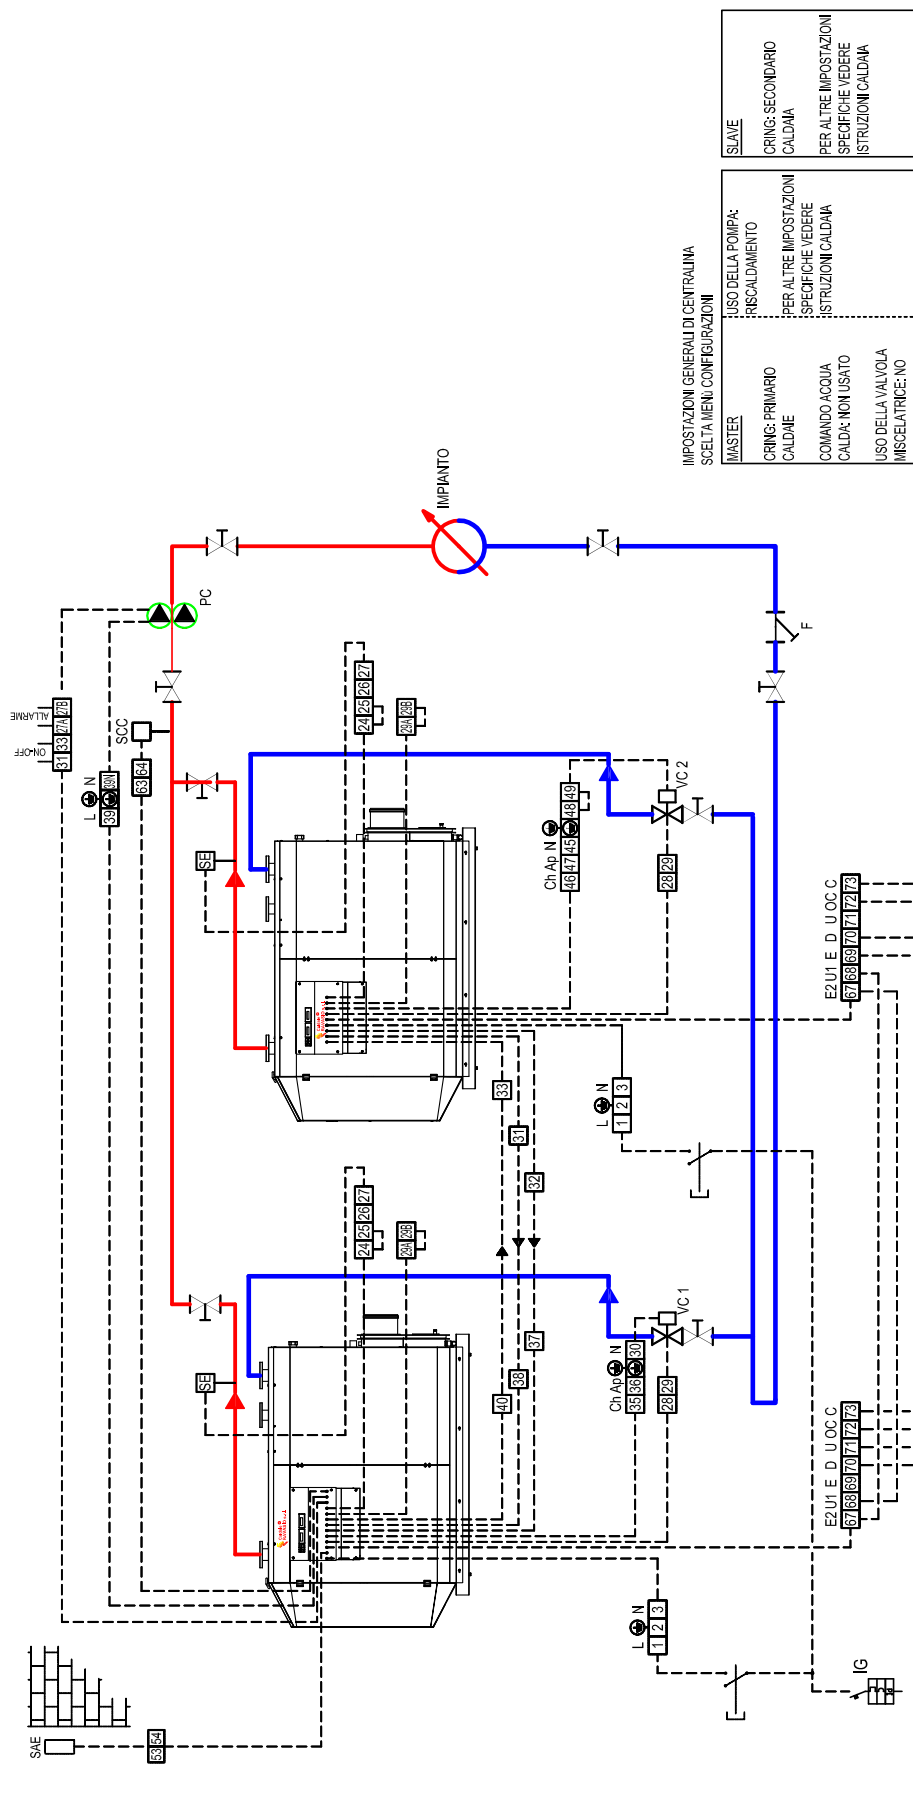 IMPOSTAZIONI GENERALI DI CENTRALINA
SCELTA MENÙ CONFIGURAZIONI
MASTER
CRING: PRIMARIO
CALDAIE
COMANDO ACQUA
CALDA: NON USATO
USO DELLA VALVOLA
MISCELATRICE: NO
USO DELLA POMPA:
RISCALDAMENTO
PER ALTRE IMPOSTAZIONI
SPECIFICHE VEDERE
ISTRUZIONI CALDAIA
SLAVE
CRING: SECONDARIO
CALDAIA
PER ALTRE IMPOSTAZIONI
SPECIFICHE VEDERE
ISTRUZIONI CALDAIA
SAE
53 54
ON-OFF
ALLARME
31 33 27A 27B
L N
39 39N
63 64
SCC
PC
IMPIANTO
F
SE
24 25 26 27
29A 29B
SE
24 25 26 27
29A 29B
40
38
37
33
31
32
Ch Ap N
35 36 30
28 29
VC 1
Ch Ap N
46 47 45 48 49
28 29
VC 2
L N
1 2 3
L N
1 2 3
E2 U1 E D U OC C
67 68 69 70 71 72 73
E2 U1 E D U OC C
67 68 69 70 71 72 73
IG